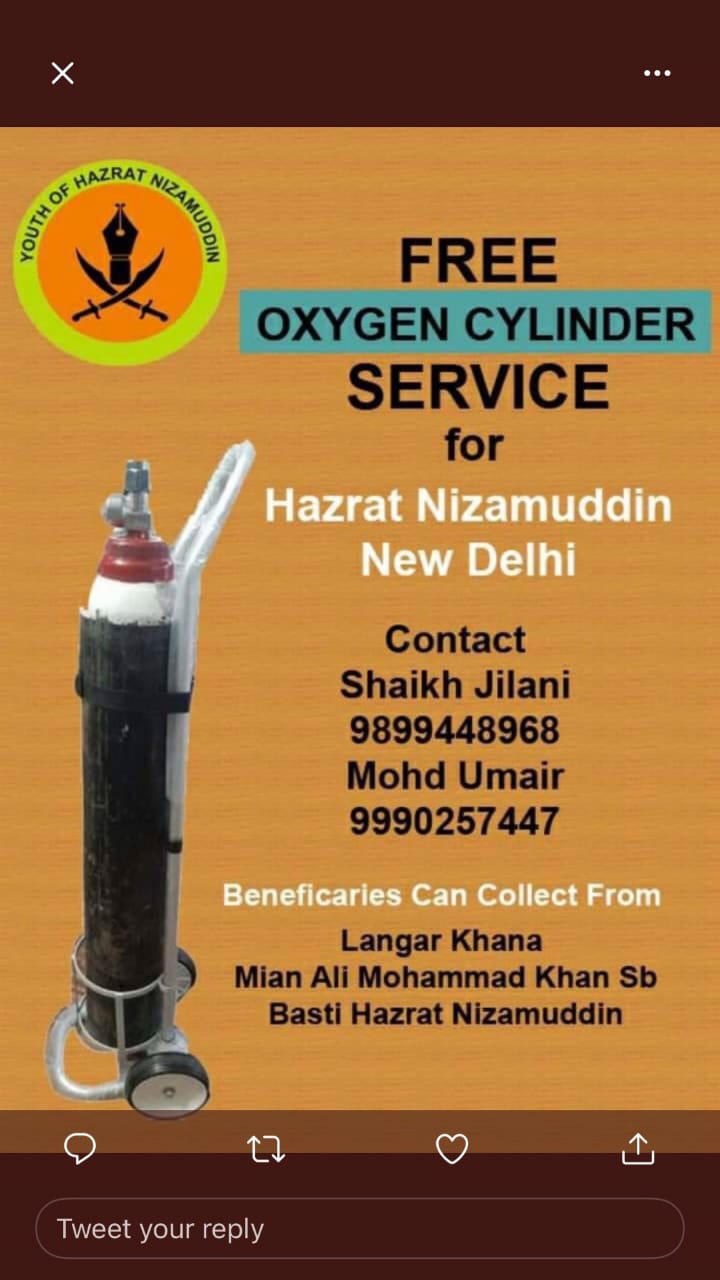 YOUTH OF HAZRAT NIZAMUDDIN
FREE
OXYGEN CYLINDER
SERVICE
for
Hazrat Nizamuddin
New Delhi
Contact
Shaikh Jilani
9899448968
Mohd Umair
9990257447
Beneficaries Can Collect From
Langar Khana
Mian Ali Mohammad Khan Sb
Basti Hazrat Nizamuddin
Tweet your reply